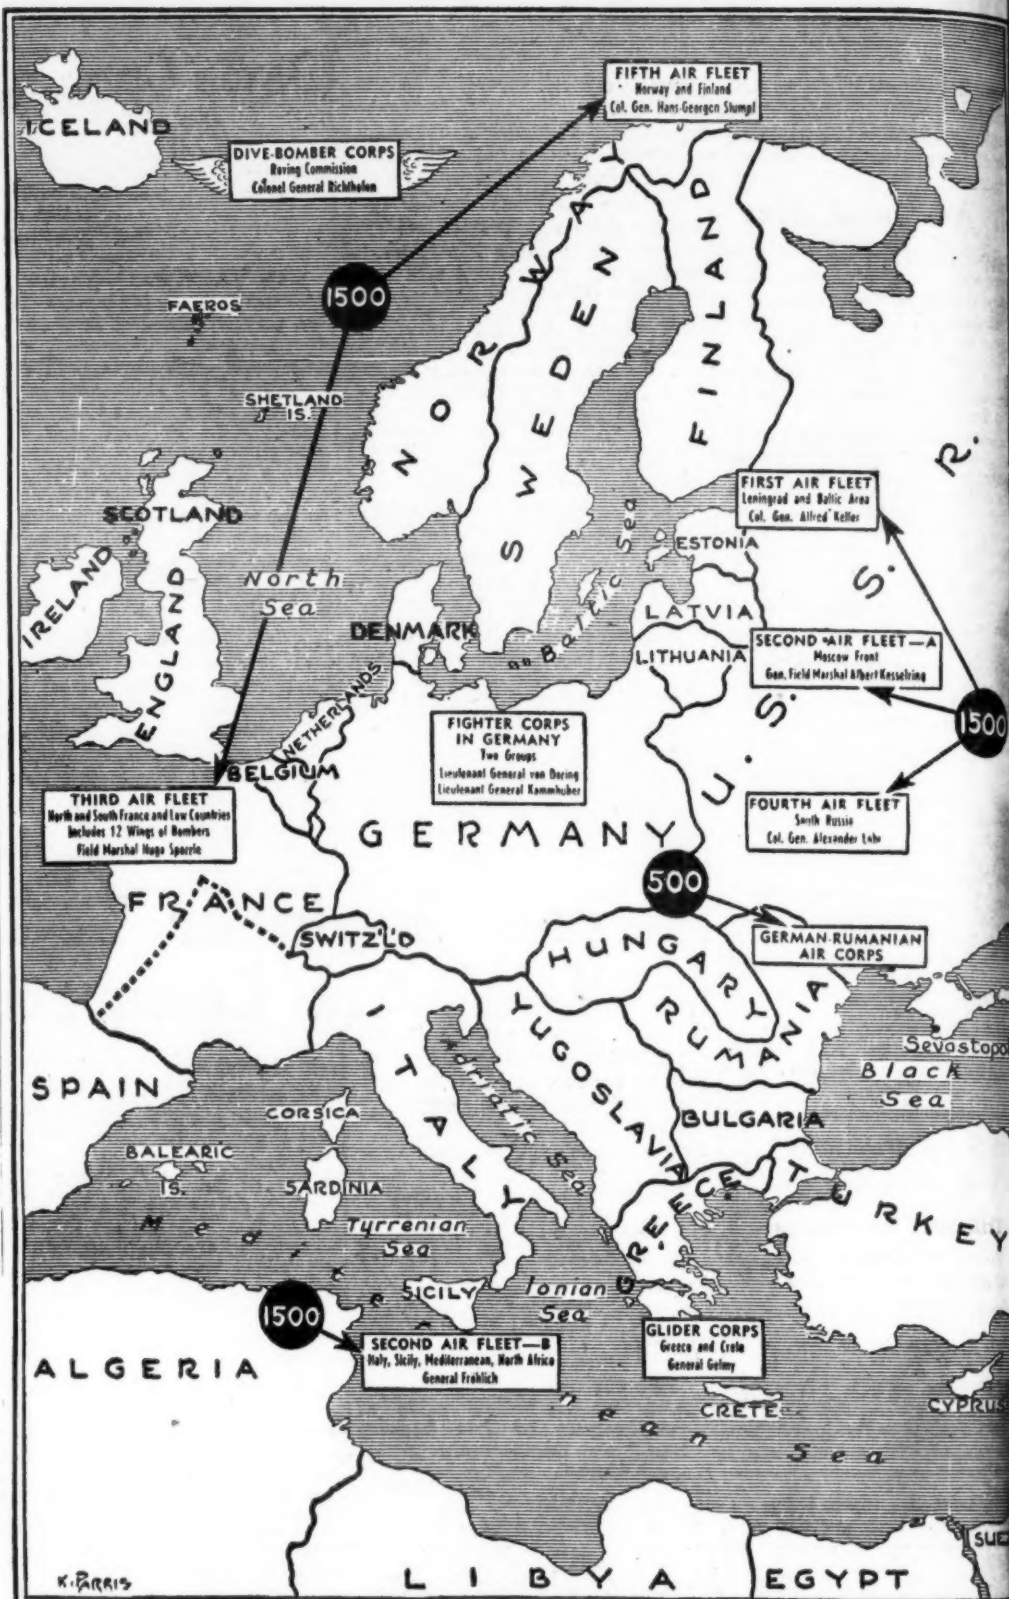 FIFTH AIR FLEET
Norway and Finland
Col. Gen. Hans-Georgen Stumpf
ICELAND
DIVE-BOMBER CORPS
Roving Commission
Colonel General Richthofen
1500
FAEROS
SHETLAND
IS.
NORWAY
SWEDEN
FINLAND
U. S. S. R.
FIRST AIR FLEET
Leningrad and Baltic Area
Col. Gen. Alfred Keller
SCOTLAND
IRELAND
ENGLAND
North
Sea
DENMARK
Baltic Sea
ESTONIA
LATVIA
LITHUANIA
SECOND AIR FLEET—A
Moscow Front
Gen. Field Marshal Albert Kesselring
1500
NETHERLANDS
BELGIUM
FIGHTER CORPS
IN GERMANY
Two Groups
Lieutenant General von Doring
Lieutenant General Kammhuber
THIRD AIR FLEET
North and South France and Low Countries
Includes 12 Wings of Bombers
Field Marshal Hugo Sperrle
FOURTH AIR FLEET
South Russia
Col. Gen. Alexander
GERMANY
500
FRANCE
SWITZ'L'D
HUNGARY
GERMAN-RUMANIAN
AIR CORPS
RUMANIA
ITALY
YUGOSLAVIA
Adriatic Sea
Sevastopo
Black
Sea
SPAIN
CORSICA
BULGARIA
BALEARIC
IS.
SARDINIA
GREECE
TURKEY
Tyrrenian
Sea
Mediterranean Sea
SICILY
Ionian
Sea
1500
SECOND AIR FLEET—B
Italy, Sicily, Mediterranean, North Africa
General Frohlich
GLIDER CORPS
Greece and Crete
General Gelmy
ALGERIA
CRETE
CYPRUS
SUE
K. PARRIS
LIBYA
EGYPT